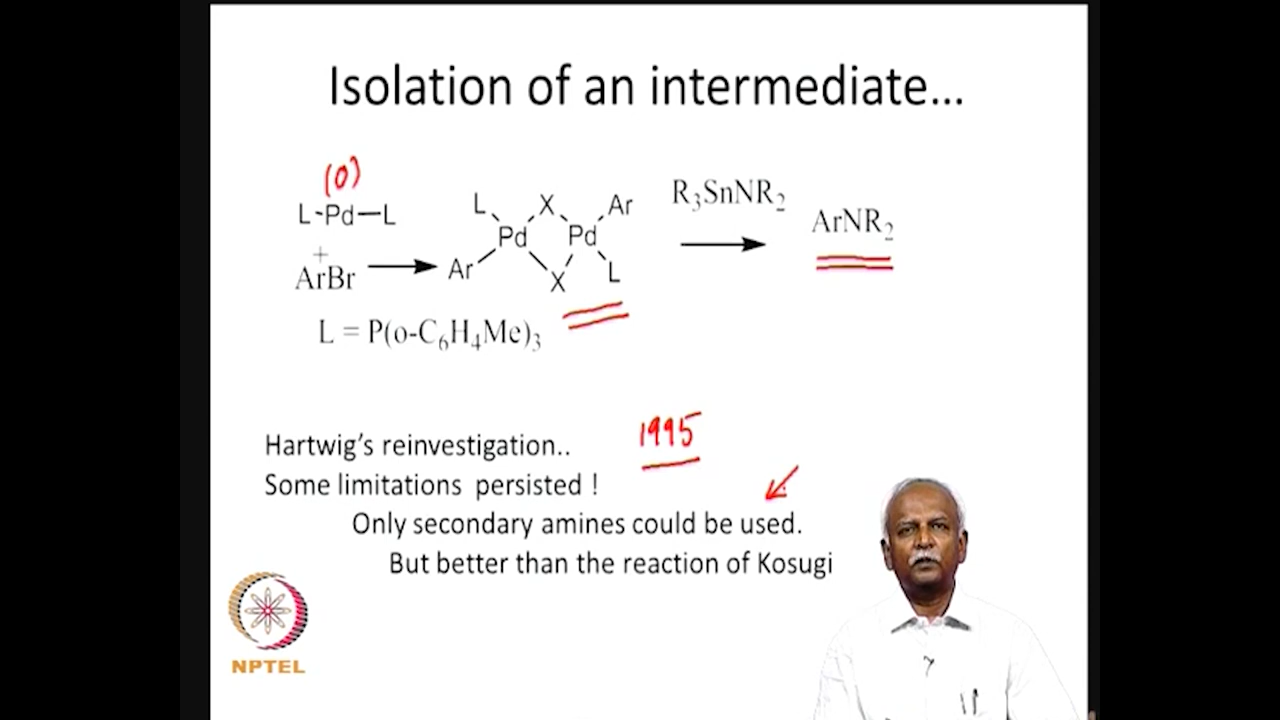 Isolation of an intermediate...
(0)
L-Pd—L
+
ArBr
L X Ar
Pd Pd
Ar X L
R₃SnNR₂
ArNR₂
L = P(o-C₆H₄Me)₃
Hartwig's reinvestigation..
1995
Some limitations persisted !
Only secondary amines could be used.
But better than the reaction of Kosugi
NPTEL